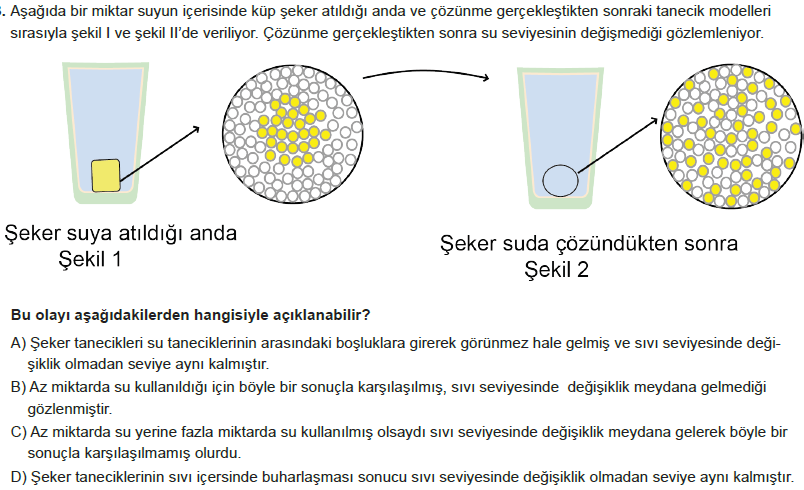 . Aşağıda bir miktar suyun içerisinde küp şeker atıldığı anda ve çözünme gerçekleştikten sonraki tanecik modelleri
sırasıyla şekil I ve şekil II'de veriliyor. Çözünme gerçekleştikten sonra su seviyesinin değişmediği gözlemleniyor.
Şeker suya atıldığı anda
Şekil 1
Şeker suda çözündükten sonra
Şekil 2
Bu olayı aşağıdakilerden hangisiyle açıklanabilir?
A) Şeker tanecikleri su taneciklerinin arasındaki boşluklara girerek görünmez hale gelmiş ve sıvı seviyesinde deği-
şiklik olmadan seviye aynı kalmıştır.
B) Az miktarda su kullanıldığı için böyle bir sonuçla karşılaşılmış, sıvı seviyesinde değişiklik meydana gelmediği
gözlenmiştir.
C) Az miktarda su yerine fazla miktarda su kullanılmış olsaydı sıvı seviyesinde değişiklik meydana gelerek böyle bir
sonuçla karşılaşılmamış olurdu.
D) Şeker taneciklerinin sıvı içersinde buharlaşması sonucu sıvı seviyesinde değişiklik olmadan seviye aynı kalmıştır.